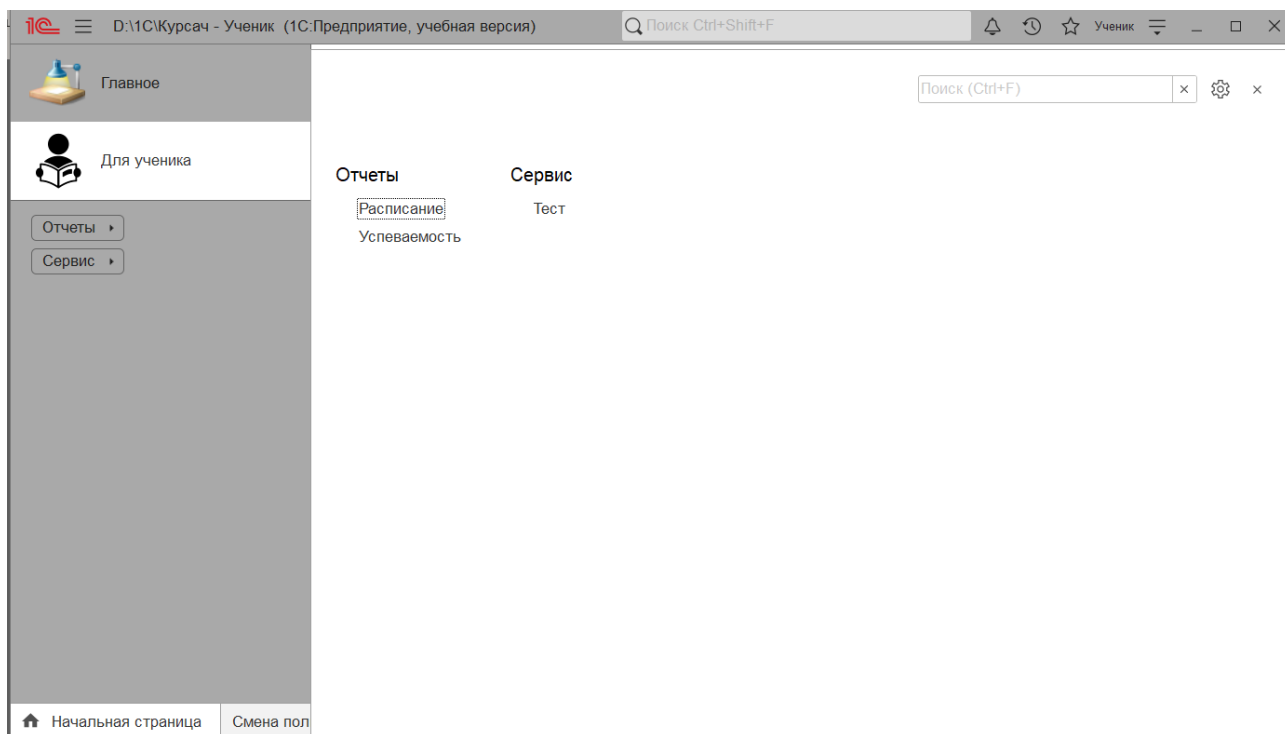 1С D:\1С\Курсач - Ученик (1С:Предприятие, учебная версия) Поиск Ctrl+Shift+F Ученик
Главное
Поиск (Ctrl+F)
Для ученика
Отчеты Сервис
Расписание Тест
Успеваемость
Отчеты
Сервис
Начальная страница Смена пол